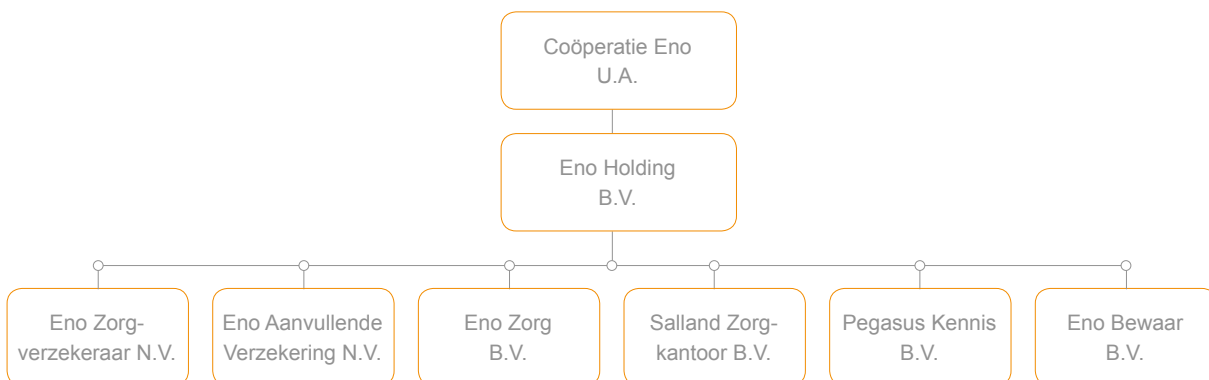 Coöperatie Eno
U.A.
Eno Holding
B.V.
Eno Zorg-
verzekeraar N.V.
Eno Aanvullende
Verzekering N.V.
Eno Zorg
B.V.
Salland Zorg-
kantoor B.V.
Pegasus Kennis
B.V.
Eno Bewaar
B.V.